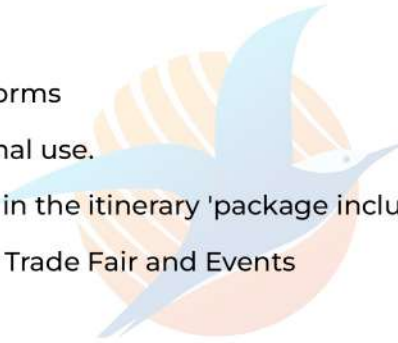 orms
nal use.
in the itinerary 'package inclu
Trade Fair and Events